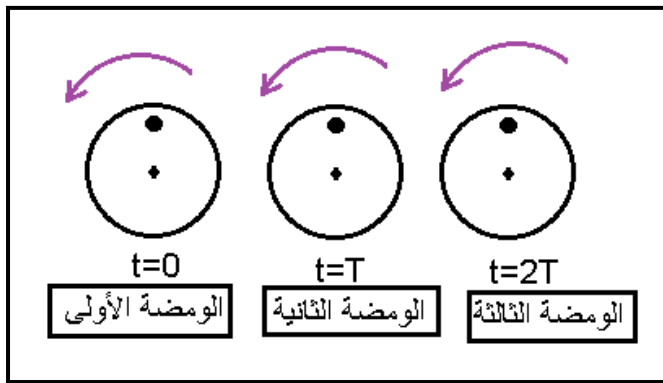 t=0
t=T
t=2T
الومضة الأولى
الومضة الثانية
الومضة الثالثة